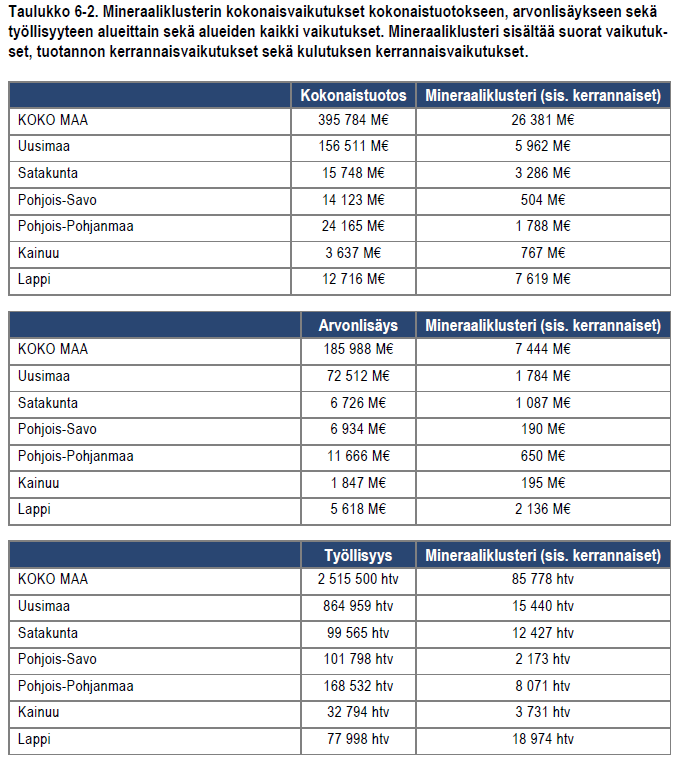 Taulukko 6-2. Mineraaliklusterin kokonaisvaikutukset kokonaistuotokseen, arvonlisäykseen sekä
työllisyyteen alueittain sekä alueiden kaikki vaikutukset. Mineraaliklusteri sisältää suorat vaikutuk-
set, tuotannon kerrannaisvaikutukset sekä kulutuksen kerrannaisvaikutukset.
Kokonaistuotos Mineraaliklusteri (sis. kerrannaiset)
KOKO MAA 395 784 M€ 26 381 M€
Uusimaa 156 511 M€ 5 962 M€
Satakunta 15 748 M€ 3 286 M€
Pohjois-Savo 14 123 M€ 504 M€
Pohjois-Pohjanmaa 24 165 M€ 1 788 M€
Kainuu 3 637 M€ 767 M€
Lappi 12 716 M€ 7 619 M€
Arvonlisäys Mineraaliklusteri (sis. kerrannaiset)
KOKO MAA 185 988 M€ 7 444 M€
Uusimaa 72 512 M€ 1 784 M€
Satakunta 6 726 M€ 1 087 M€
Pohjois-Savo 6 934 M€ 190 M€
Pohjois-Pohjanmaa 11 666 M€ 650 M€
Kainuu 1 847 M€ 195 M€
Lappi 5 618 M€ 2 136 M€
Työllisyys Mineraaliklusteri (sis. kerrannaiset)
KOKO MAA 2 515 500 htv 85 778 htv
Uusimaa 864 959 htv 15 440 htv
Satakunta 99 565 htv 12 427 htv
Pohjois-Savo 101 798 htv 2 173 htv
Pohjois-Pohjanmaa 168 532 htv 8 071 htv
Kainuu 32 794 htv 3 731 htv
Lappi 77 998 htv 18 974 htv